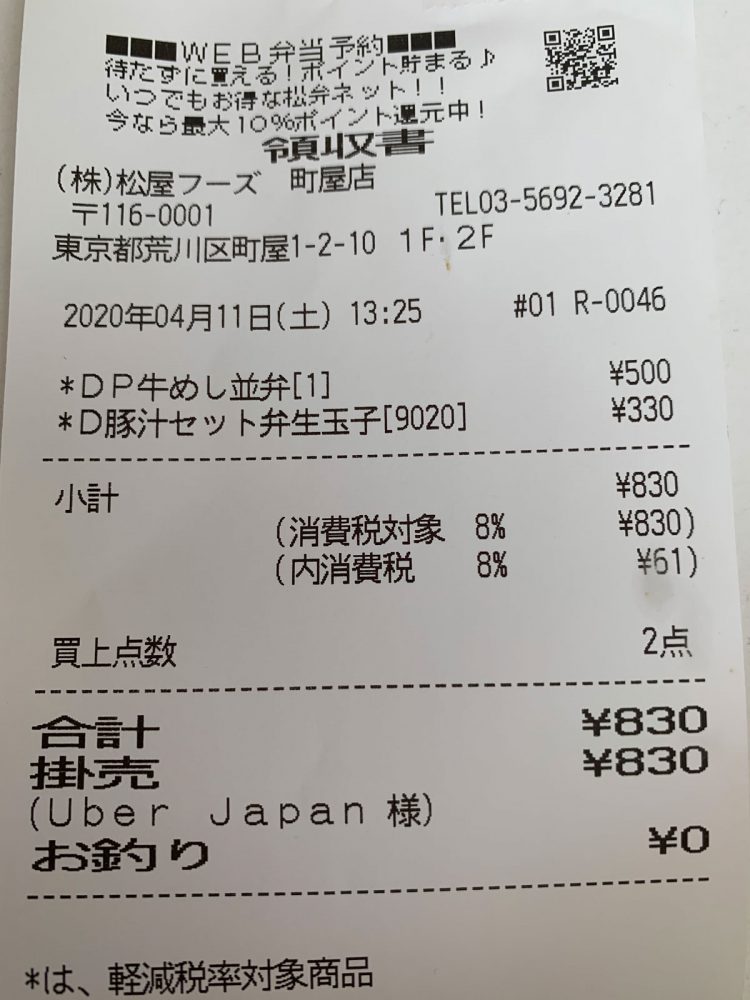 ■■■WEB弁当予約■■■
待たずに買える!ポイント貯まる♪
いつでもお得な松弁ネット!!
今なら最大10%ポイント還元中!
領収書
(株)松屋フーズ 町屋店
〒116-0001 TEL03-5692-3281
東京都荒川区町屋1-2-10 1F・2F
2020年04月11日(土) 13:25 #01 R-0046
*DP牛めし並弁[1] ¥500
*D豚汁セット弁生玉子[9020] ¥330
小計 ¥830
(消費税対象 8% ¥830)
(内消費税 8% ¥61)
買上点数 2点
合計 ¥830
掛売 ¥830
(Uber Japan 様)
お釣り ¥0
*は、軽減税率対象商品